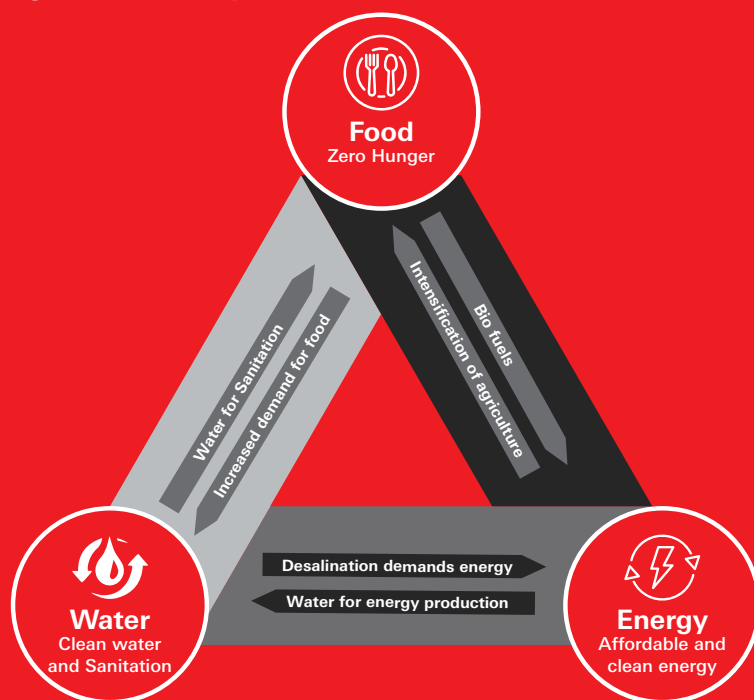 Food
Zero Hunger
Water for Sanitation
Increased demand for food
Intensification of agriculture
Bio fuels
Desalination demands energy
Water for energy production
Water
Clean water
and Sanitation
Energy
Affordable and
clean energy